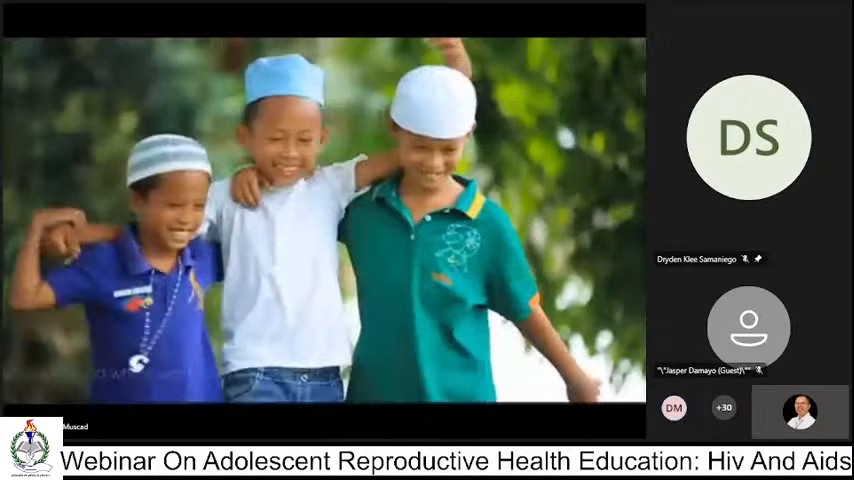 DS
Dryden Klee Samaniego
"\"Jasper Damayo (Guest)\"
DM
+30
Muscad
Webinar On Adolescent Reproductive Health Education: Hiv And Aids